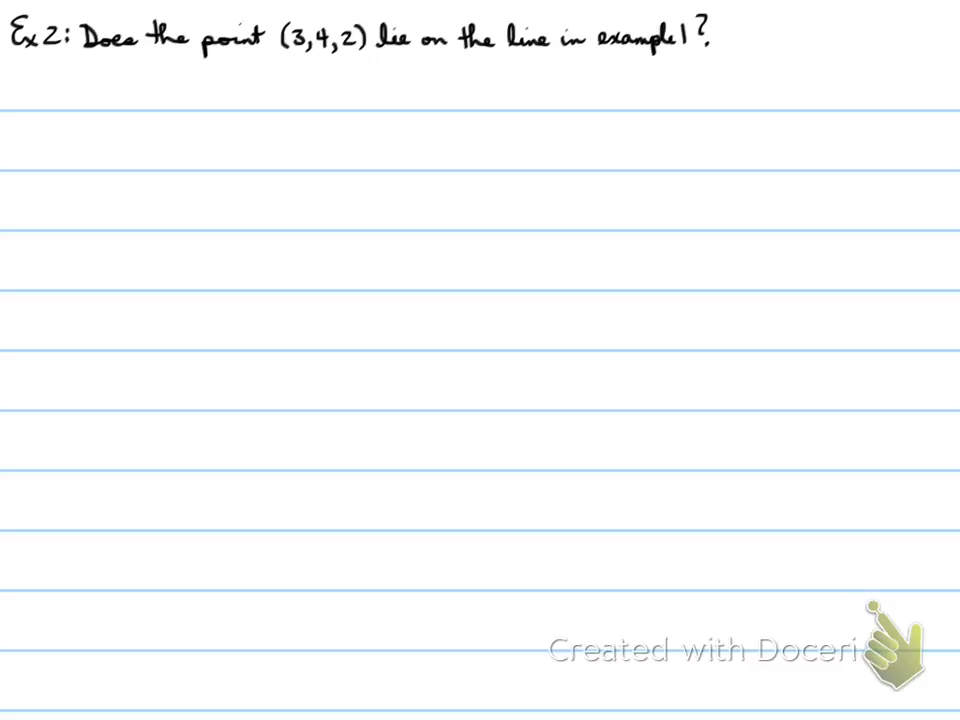 Ex 2: Does the point (3,4,2) lie on the line in example 1?
Created with Doceri